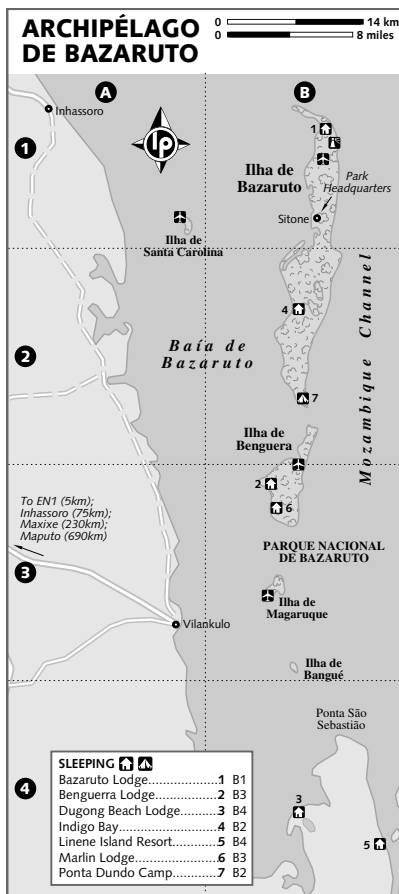 ARCHIPÉLAGO
DE BAZARUTO
0 14 km
0 8 miles
A
B
Inhassoro
lp
1
1
Ilha de
Bazaruto
Park
Headquarters
Sitone
Ilha de
Santa Carolina
4
Mozambique Channel
2
Baía de
Bazaruto
7
Ilha de
Benguera
2
6
To EN1 (5km);
Inhassoro (75km);
Maxixe (230km);
Maputo (690km)
PARQUE NACIONAL
DE BAZARUTO
3
Ilha de
Magaruque
Vilankulo
Ilha de
Bangué
Ponta São
Sebastião
4
SLEEPING
Bazaruto Lodge.....................1 B1
Benguerra Lodge..................2 B3
Dugong Beach Lodge..........3 B4
Indigo Bay............................4 B2
Linene Island Resort.............5 B4
Marlin Lodge........................6 B3
Ponta Dundo Camp.............7 B2
3
5